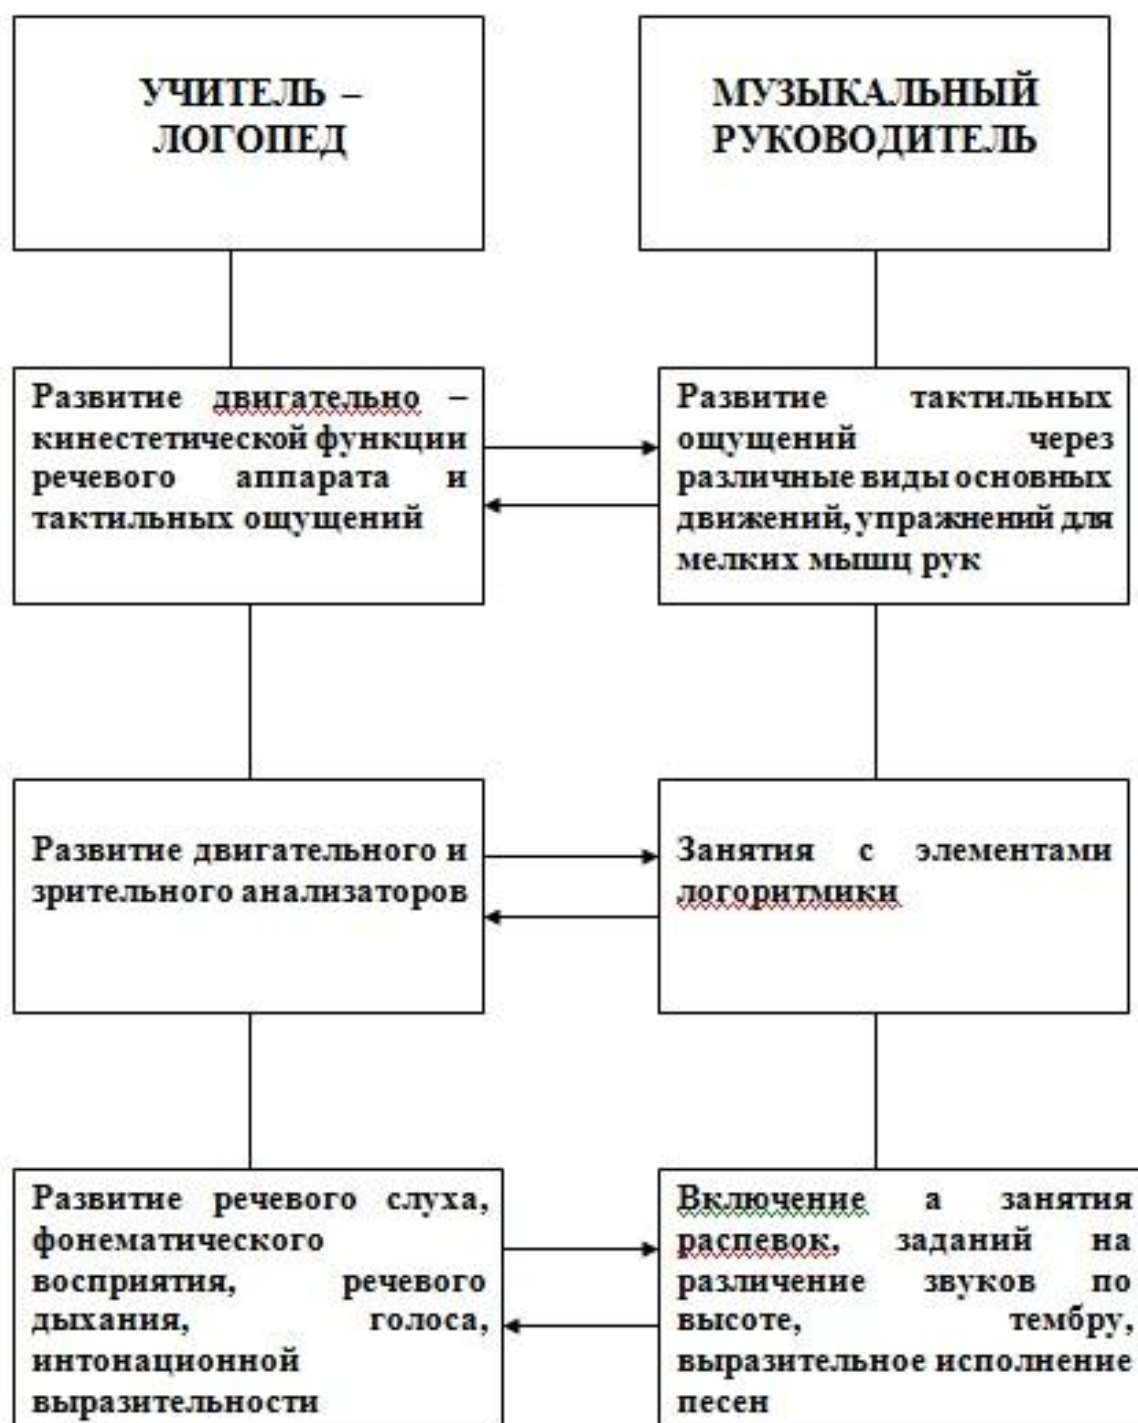 УЧИТЕЛЬ –
ЛОГОПЕД
МУЗЫКАЛЬНЫЙ
РУКОВОДИТЕЛЬ
Развитие двигательно –
кинестетической функции
речевого аппарата и
тактильных ощущений
Развитие тактильных
ощущений через
различные виды основных
движений, упражнений для
мелких мышц рук
Развитие двигательного и
зрительного анализаторов
Занятия с элементами
логоритмики
Развитие речевого слуха,
фонематического
восприятия, речевого
дыхания, голоса,
интонационной
выразительности
Включение а занятия
распевок, заданий на
различение звуков по
высоте, тембру,
выразительное исполнение
песен